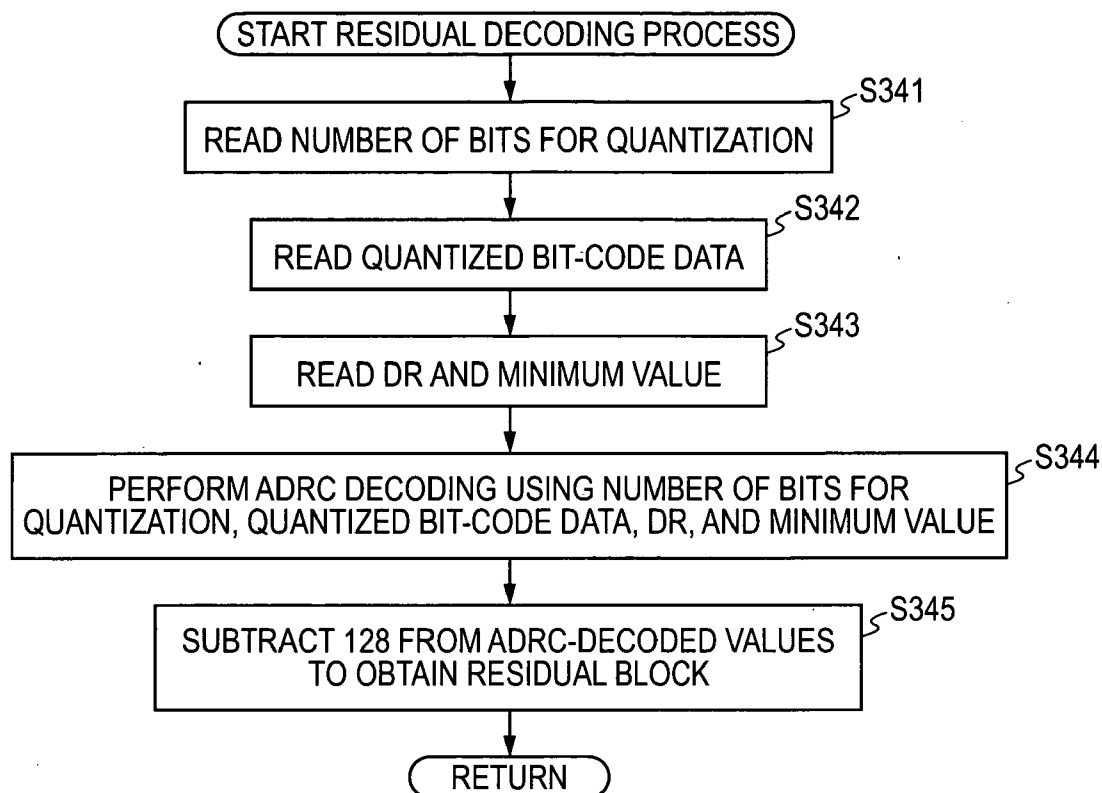 START RESIDUAL DECODING PROCESS
S341
READ NUMBER OF BITS FOR QUANTIZATION
S342
READ QUANTIZED BIT-CODE DATA
S343
READ DR AND MINIMUM VALUE
S344
PERFORM ADRC DECODING USING NUMBER OF BITS FOR
QUANTIZATION, QUANTIZED BIT-CODE DATA, DR, AND MINIMUM VALUE
S345
SUBTRACT 128 FROM ADRC-DECODED VALUES
TO OBTAIN RESIDUAL BLOCK
RETURN